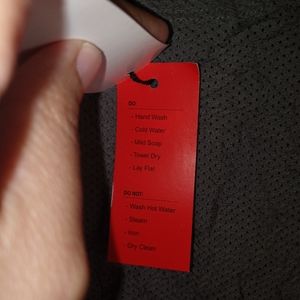 DO
- Hand Wash
- Cold Water
- Mild Soap
- Towel Dry
- Lay Flat
DO NOT:
- Wash Hot Water
- Steam
- Iron
- Dry Clean